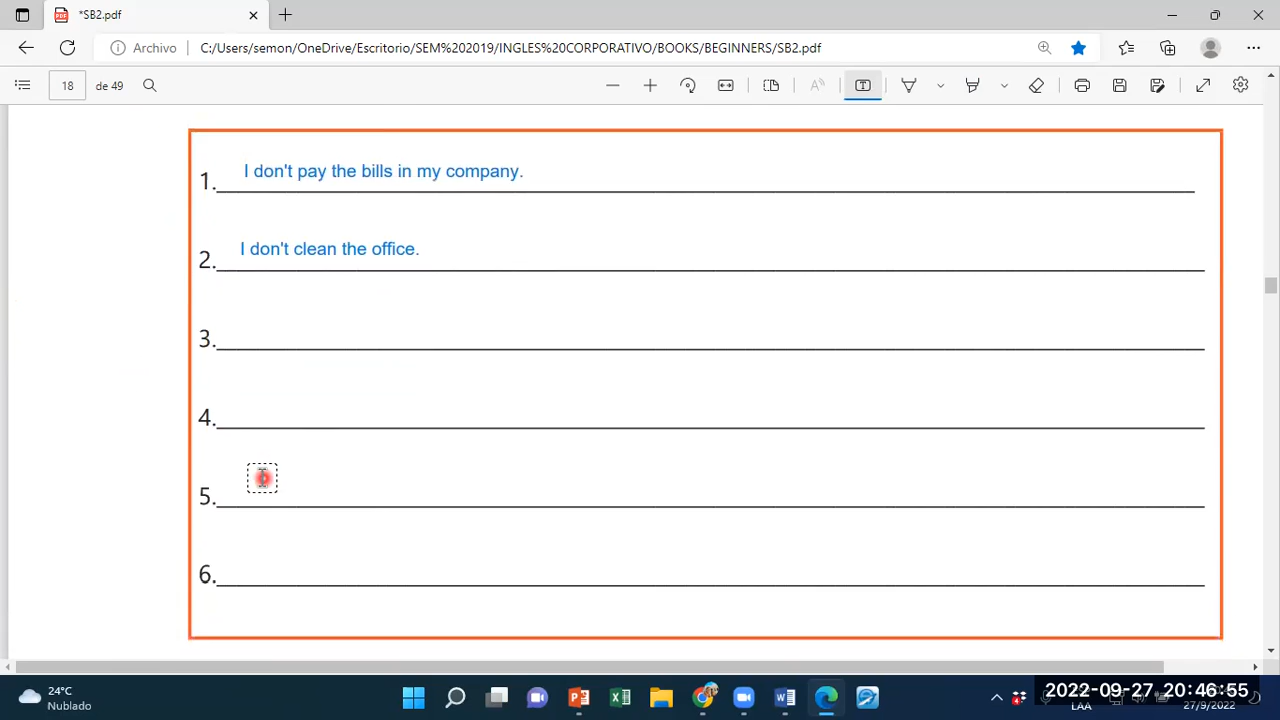 *SB2.pdf
Archivo C:/Users/semon/OneDrive/Escritorio/SEM%202019/INGLES%20CORPORATIVO/BOOKS/BEGINNERS/SB2.pdf
18 de 49
1. I don't pay the bills in my company.
2. I don't clean the office.
3.
4.
5.
6.
24°C
Nublado
2022-09-27 20:46:55
LAA 27/9/2022